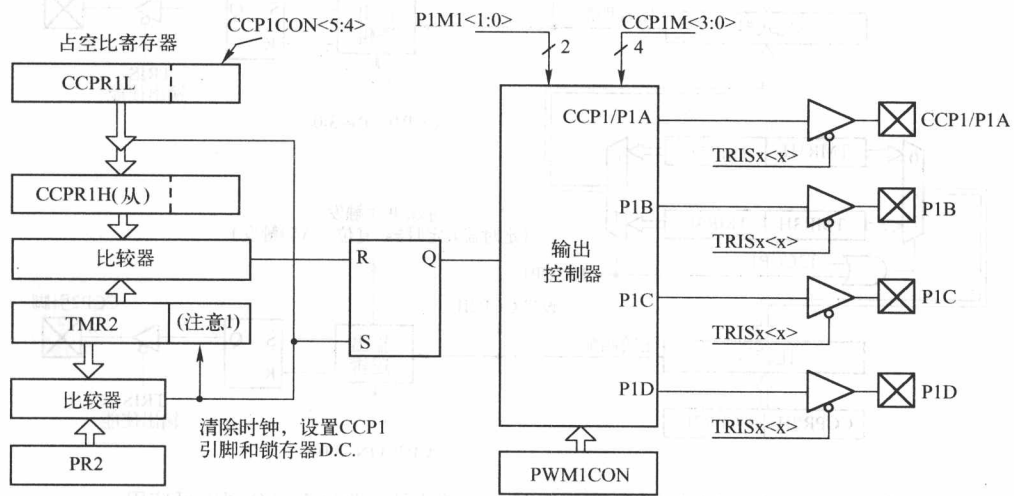 CCP1CON<5:4>
占空比寄存器
CCPR1L
CCPR1H(从)
比较器
TMR2
(注意1)
比较器
PR2
清除时钟，设置CCP1
引脚和锁存器D.C.
R
Q
S
P1M1<1:0>
2
CCP1M<3:0>
4
输出
控制器
CCP1/P1A
P1B
P1C
P1D
PWM1CON
TRISx<x>
CCP1/P1A
TRISx<x>
P1B
TRISx<x>
P1C
TRISx<x>
P1D